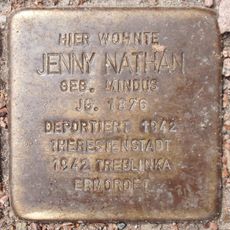 HIER WOHNTE
JENNY NATHAN
GEB. MINDUS
JG. 1876
DEPORTIERT 1942
THERESIENSTADT
1942 TREBLINKA
ERMORDET